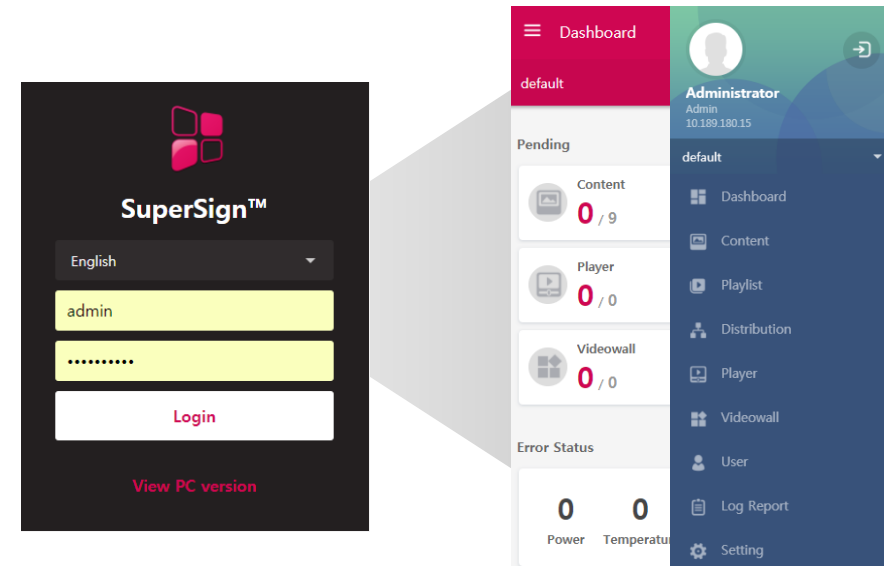 SuperSign™
English
admin
••••••••••
Login
View PC version
Dashboard
default
Pending
Content
0 / 9
Player
0 / 0
Videowall
0 / 0
Error Status
0 0
Power Temperatu
Administrator
Admin
10.189.180.15
default
Dashboard
Content
Playlist
Distribution
Player
Videowall
User
Log Report
Setting